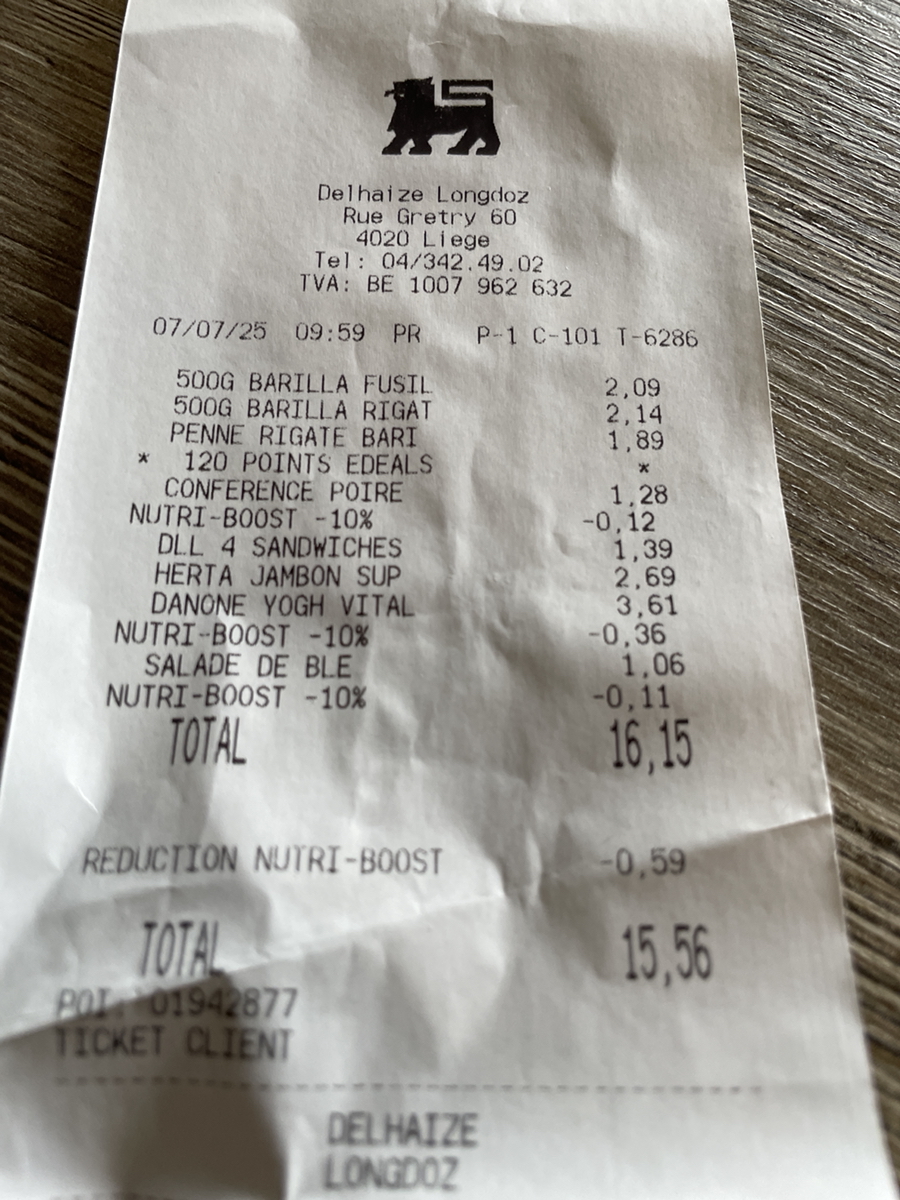 Delhaize Longdoz
Rue Gretry 60
4020 Liege
Tel: 04/342.49.02
TVA: BE 1007 962 632
07/07/25 09:59 PR P-1 C-101 T-6286
500G BARILLA FUSIL 2,09
500G BARILLA RIGAT 2,14
PENNE RIGATE BARI 1,89
* 120 POINTS EDEALS *
CONFERENCE POIRE 1,28
NUTRI-BOOST -10% -0,12
DLL 4 SANDWICHES 1,39
HERTA JAMBON SUP 2,69
DANONE YOGH VITAL 3,61
NUTRI-BOOST -10% -0,36
SALADE DE BLE 1,06
NUTRI-BOOST -10% -0,11
TOTAL 16,15
REDUCTION NUTRI-BOOST -0,59
TOTAL 15,56
POI: 01942877
TICKET CLIENT
DELHAIZE
LONGDOZ